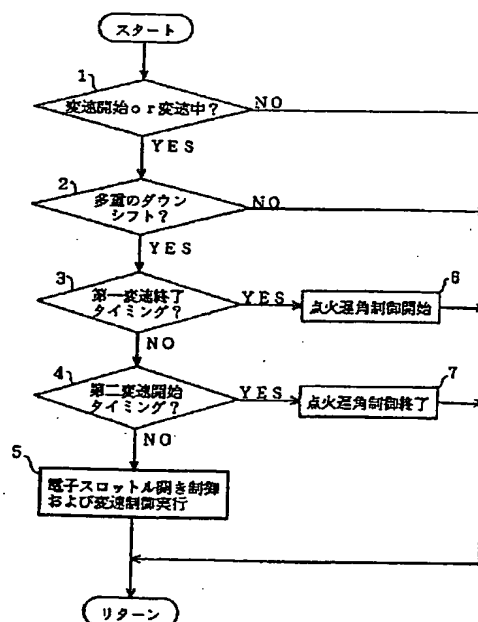 スタート
1
変速開始or変速中?
NO
YES
2
多重のダウン
シフト?
NO
YES
3
第一変速終了
タイミング?
YES
6
点火遅角制御開始
NO
4
第二変速開始
タイミング?
YES
7
点火遅角制御終了
NO
5
電子スロットル開き制御
および変速制御実行
リターン